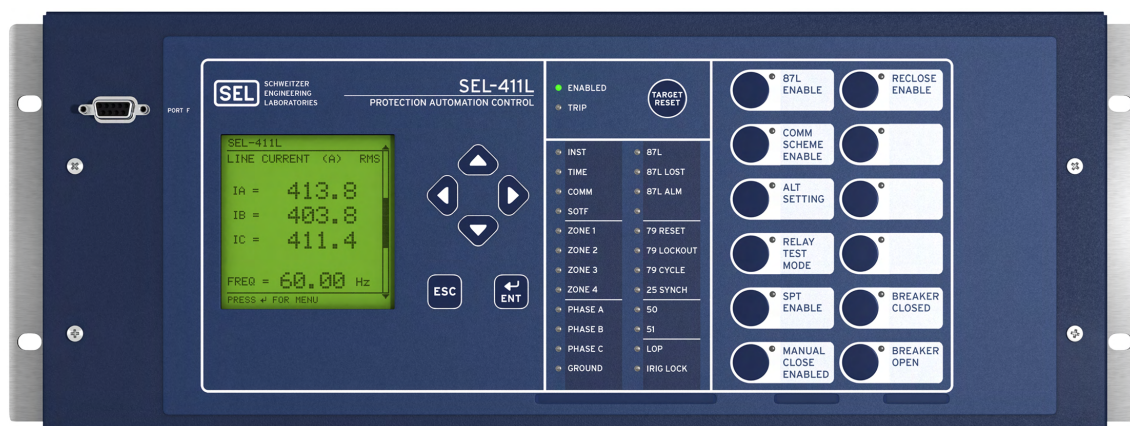 SEL
SCHWEITZER
ENGINEERING
LABORATORIES
SEL-411L
PROTECTION AUTOMATION CONTROL
PORT F
SEL-411L
LINE CURRENT (A) RMS
IA = 413.8
IB = 403.8
IC = 411.4
FREQ = 60.00 Hz
PRESS ↵ FOR MENU
ESC
ENT
ENABLED
TRIP
TARGET
RESET
INST
TIME
COMM
SOTF
ZONE 1
ZONE 2
ZONE 3
ZONE 4
PHASE A
PHASE B
PHASE C
GROUND
87L
87L LOST
87L ALM
79 RESET
79 LOCKOUT
79 CYCLE
25 SYNCH
50
51
LOP
IRIG LOCK
87L
ENABLE
COMM
SCHEME
ENABLE
ALT
SETTING
RELAY
TEST
MODE
SPT
ENABLE
MANUAL
CLOSE
ENABLED
RECLOSE
ENABLE
BREAKER
CLOSED
BREAKER
OPEN